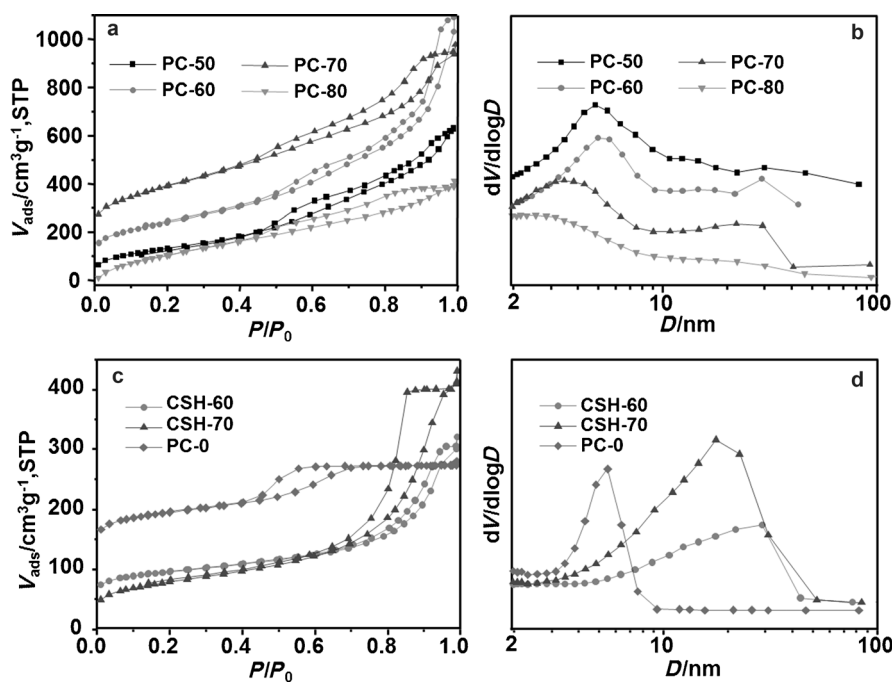 a
PC-50 PC-70
PC-60 PC-80
1000
800
600
400
200
0
V_ads/cm³g⁻¹,STP
0.0 0.2 0.4 0.6 0.8 1.0
P/P₀
b
PC-50
PC-60
PC-70
PC-80
dV/dlogD
2 10 100
D/nm
c
CSH-60
CSH-70
PC-0
400
300
200
100
0
V_ads/cm³g⁻¹,STP
0.0 0.2 0.4 0.6 0.8 1.0
P/P₀
d
CSH-60
CSH-70
PC-0
dV/dlogD
2 10 100
D/nm